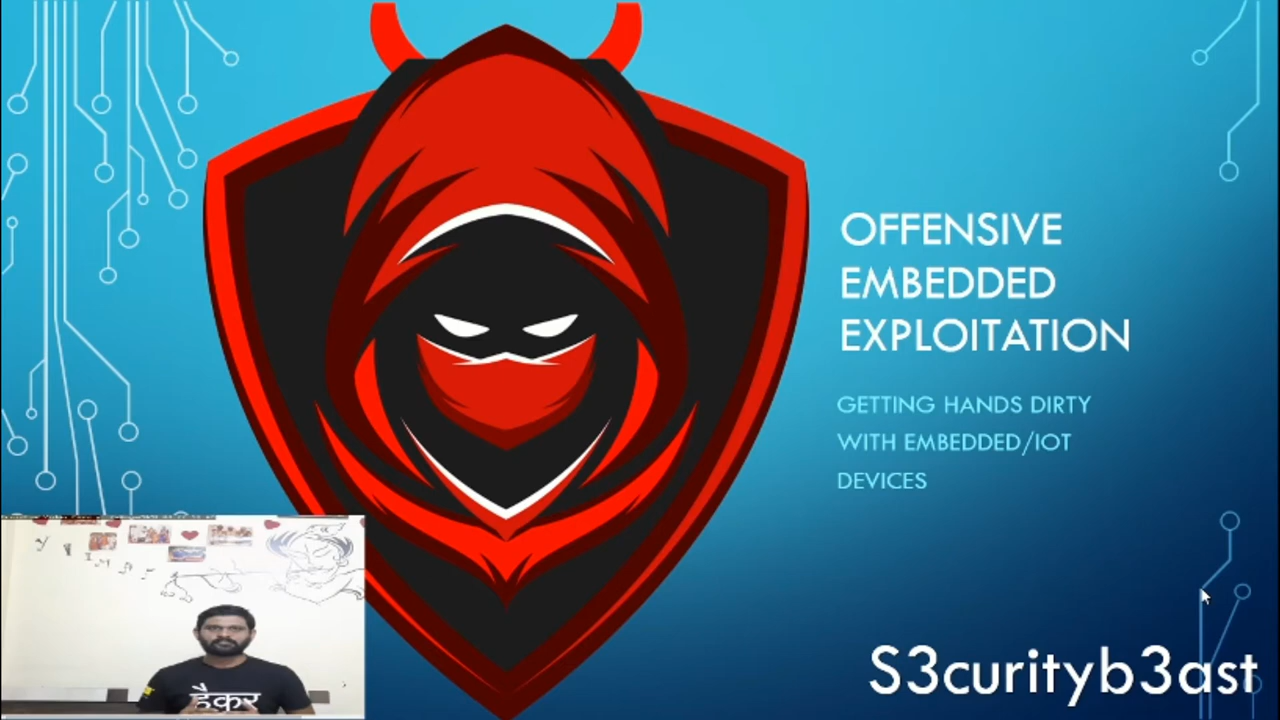 OFFENSIVE
EMBEDDED
EXPLOITATION
GETTING HANDS DIRTY
WITH EMBEDDED/IOT
DEVICES
हैकर
S3curityb3ast